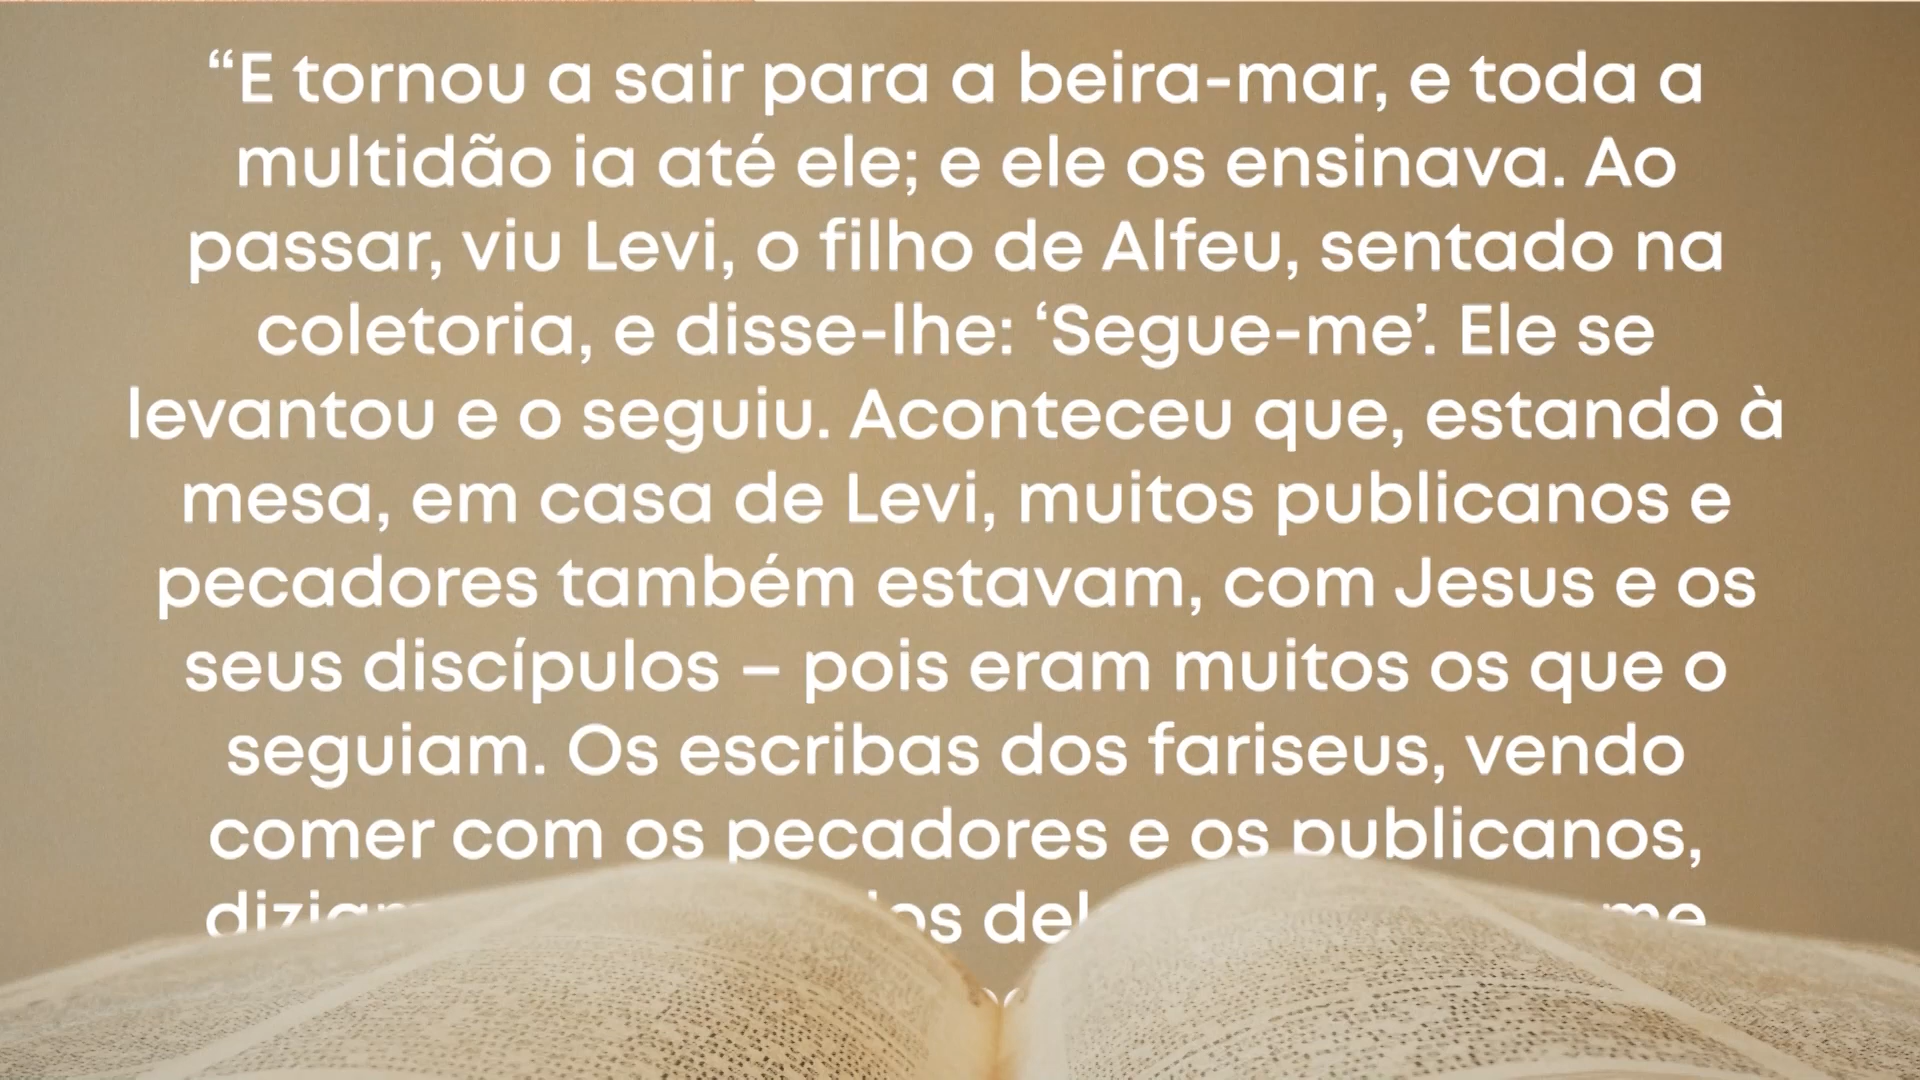 “E tornou a sair para a beira-mar, e toda a
multidão ia até ele; e ele os ensinava. Ao
passar, viu Levi, o filho de Alfeu, sentado na
coletoria, e disse-lhe: ‘Segue-me’. Ele se
levantou e o seguiu. Aconteceu que, estando à
mesa, em casa de Levi, muitos publicanos e
pecadores também estavam, com Jesus e os
seus discípulos – pois eram muitos os que o
seguiam. Os escribas dos fariseus, vendo
comer com os pecadores e os publicanos,